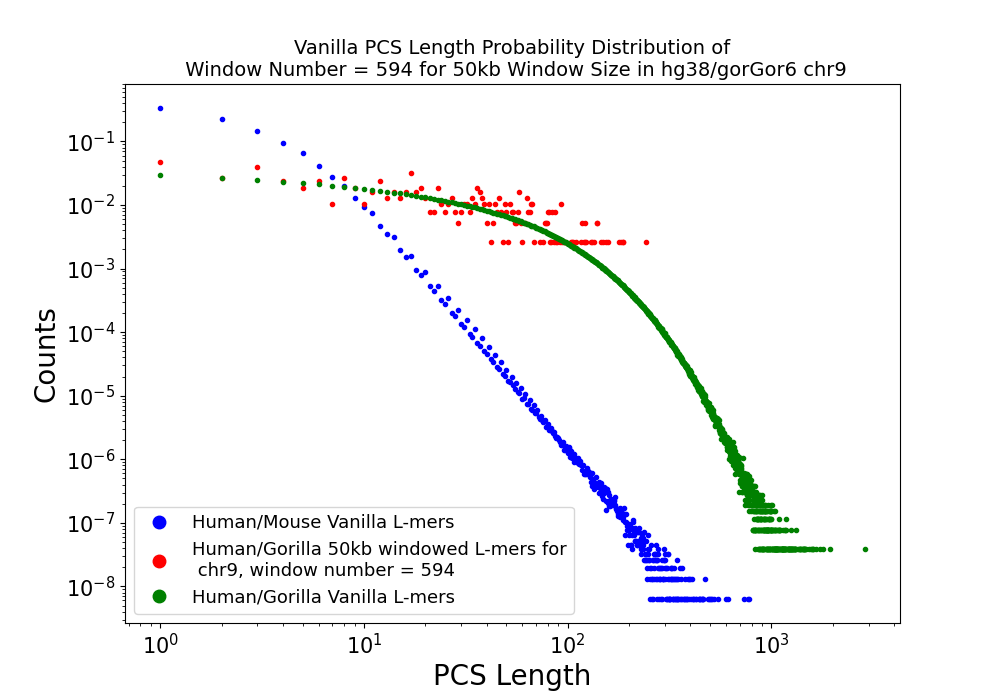 Vanilla PCS Length Probability Distribution of
Window Number = 594 for 50kb Window Size in hg38/gorGor6 chr9
Counts
10⁻¹
10⁻²
10⁻³
10⁻⁴
10⁻⁵
10⁻⁶
10⁻⁷
10⁻⁸
Human/Mouse Vanilla L-mers
Human/Gorilla 50kb windowed L-mers for
chr9, window number = 594
Human/Gorilla Vanilla L-mers
10⁰ 10¹ 10² 10³
PCS Length